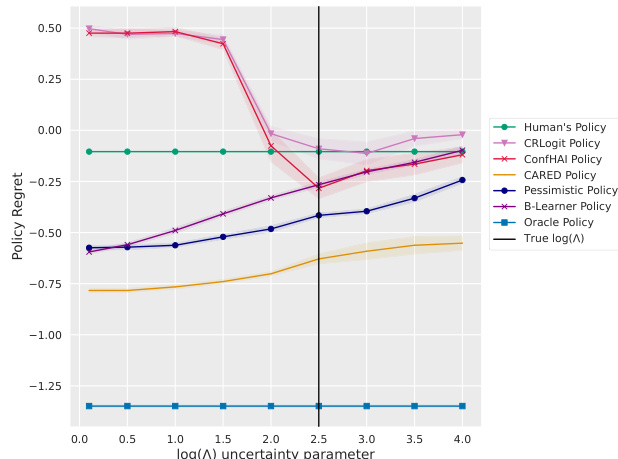 0.50
0.25
0.00
−0.25
−0.50
−0.75
−1.00
−1.25
Policy Regret
0.0 0.5 1.0 1.5 2.0 2.5 3.0 3.5 4.0
log(Λ) uncertainty parameter
Human's Policy
CRLogit Policy
ConfHAI Policy
CARED Policy
Pessimistic Policy
B-Learner Policy
Oracle Policy
True log(Λ)